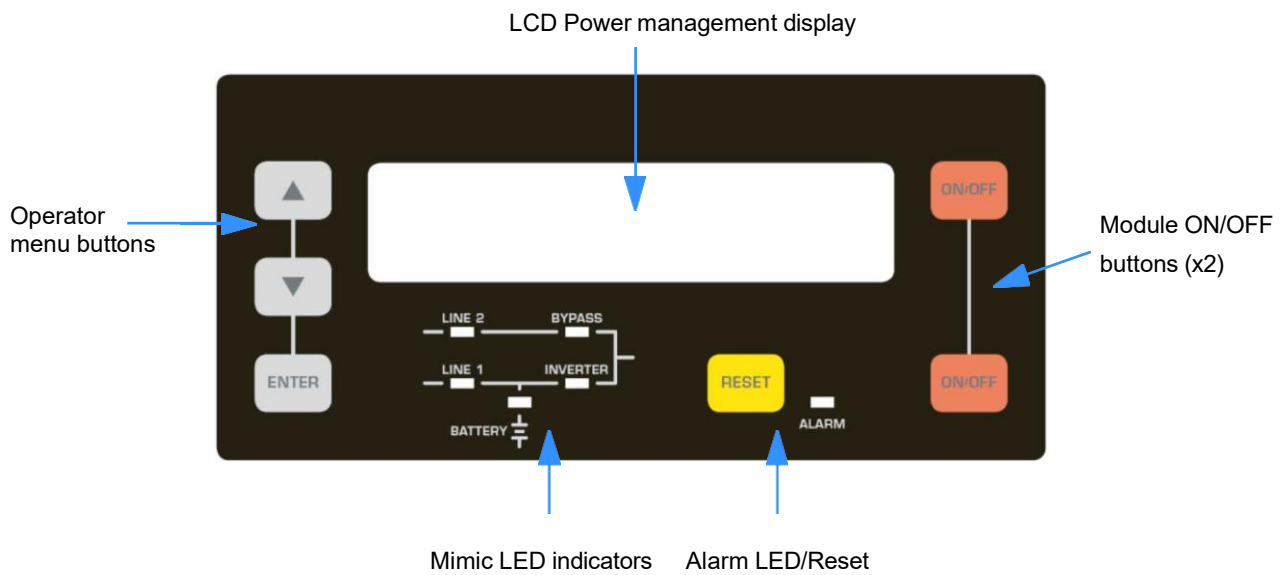 LCD Power management display
ON/OFF
Operator
menu buttons
Module ON/OFF
buttons (x2)
LINE 2
BYPASS
LINE 1
INVERTER
ENTER
RESET
ON/OFF
BATTERY
ALARM
Mimic LED indicators
Alarm LED/Reset